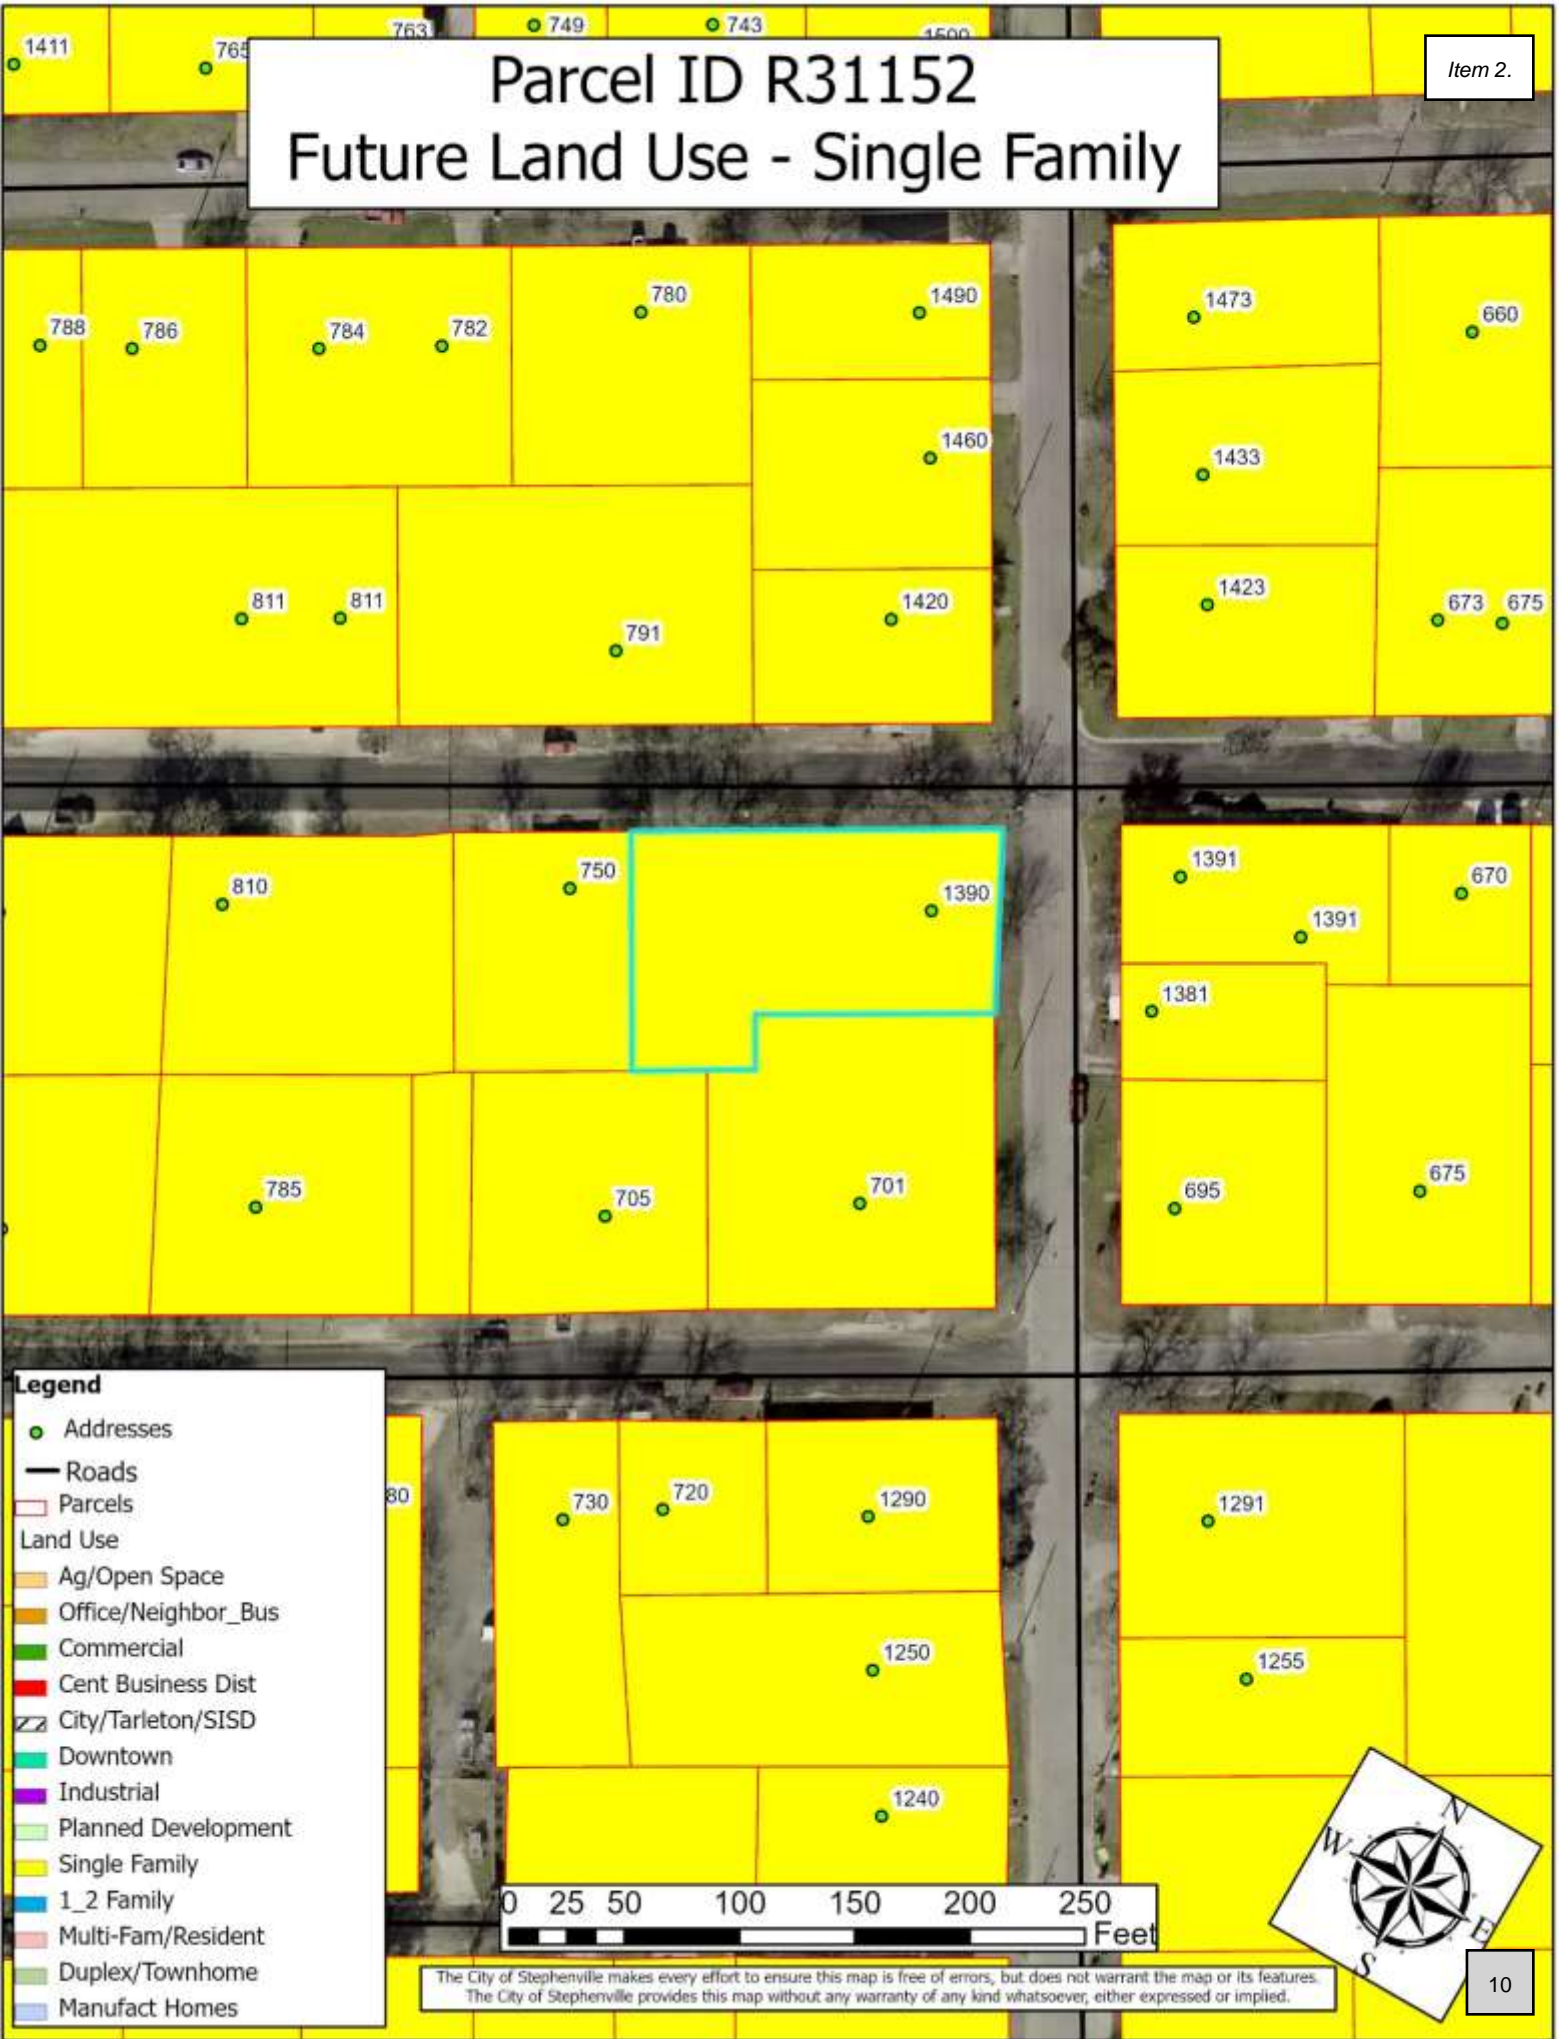 749
743
763
1500
1411
765
Item 2.
Parcel ID R31152
Future Land Use - Single Family
780
1490
1473
660
788
786
784
782
1460
1433
811
811
791
1420
1423
673
675
810
750
1390
1391
670
1391
1381
785
705
701
695
675
Legend
Addresses
Roads
Parcels
Land Use
Ag/Open Space
Office/Neighbor_Bus
Commercial
Cent Business Dist
City/Tarleton/SISD
Downtown
Industrial
Planned Development
Single Family
1_2 Family
Multi-Fam/Resident
Duplex/Townhome
Manufact Homes
80
730
720
1290
1291
1250
1255
1240
N
W
E
S
0 25 50 100 150 200 250
Feet
The City of Stephenville makes every effort to ensure this map is free of errors, but does not warrant the map or its features.
The City of Stephenville provides this map without any warranty of any kind whatsoever, either expressed or implied.
10